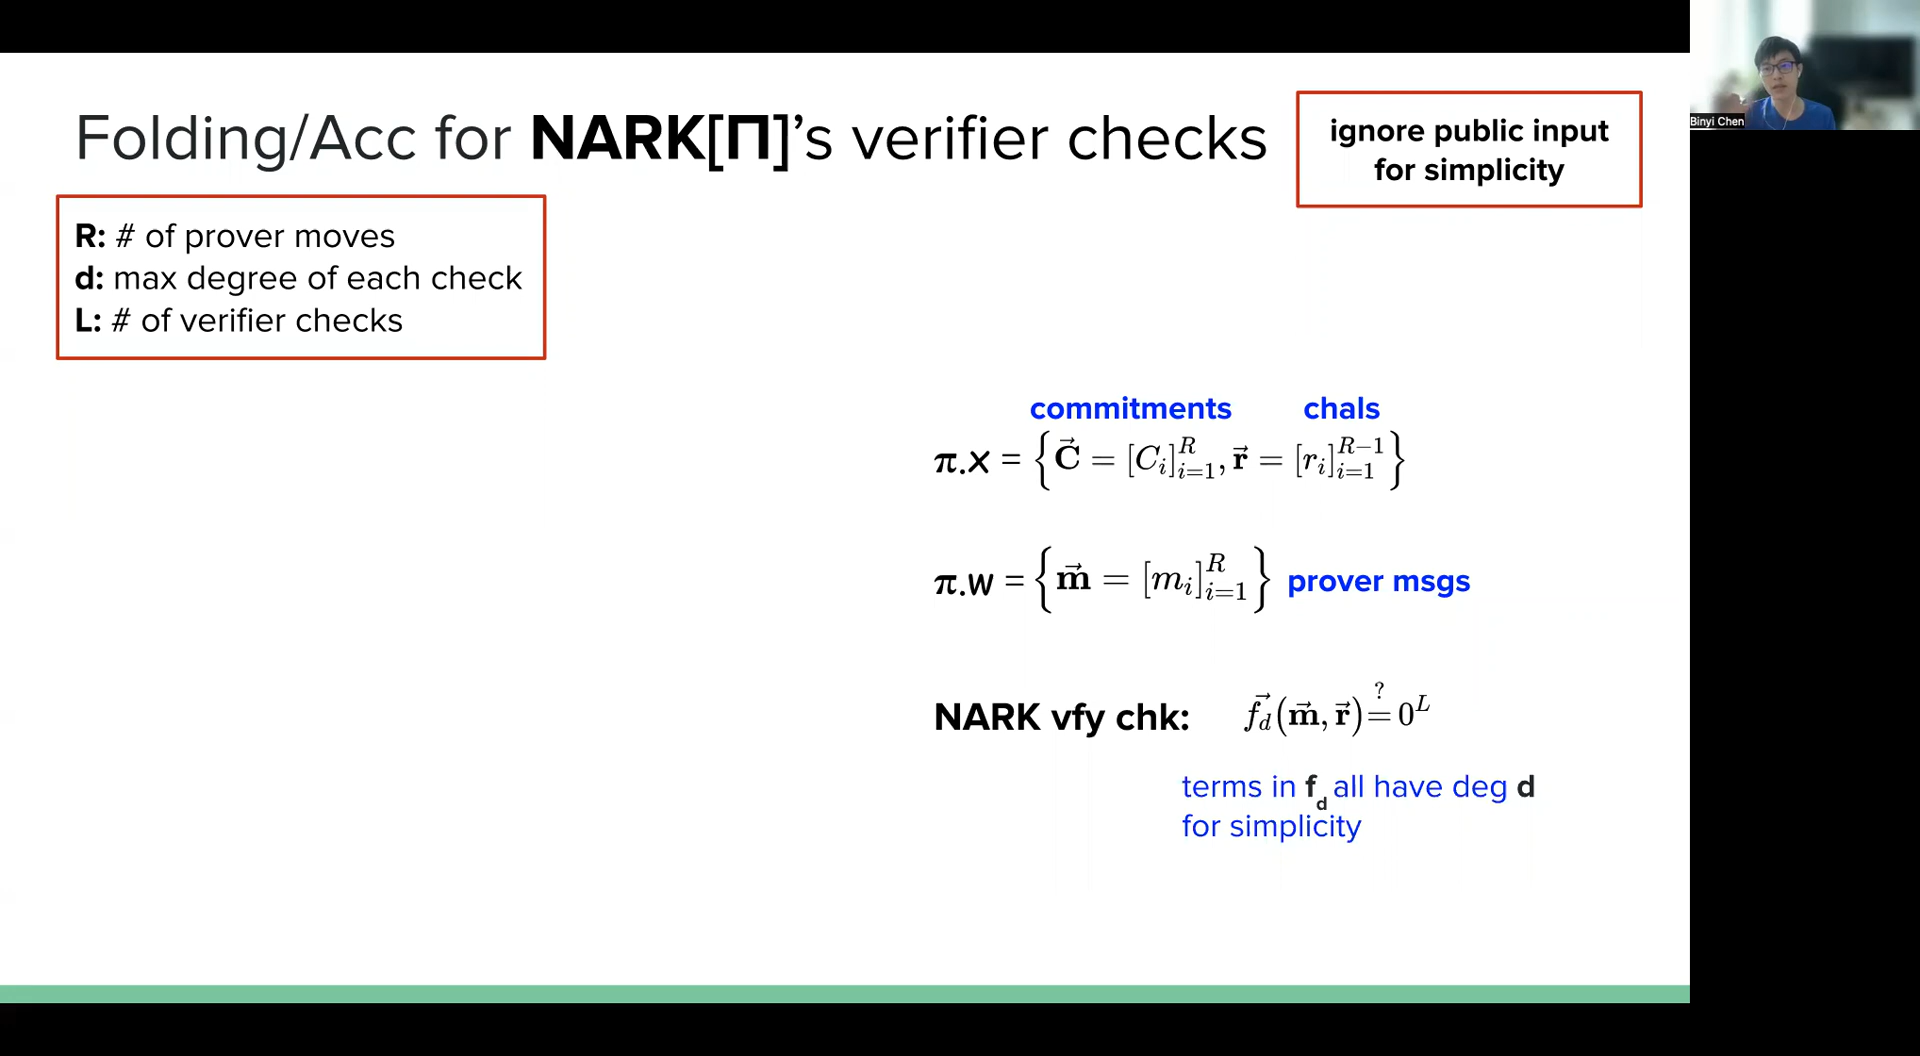 Folding/Acc for NARK[Π]'s verifier checks
ignore public input
for simplicity
Binyi Chen
R: # of prover moves
d: max degree of each check
L: # of verifier checks
commitments chals
π.x = { C⃗ = [C_i]_{i=1}^R, r⃗ = [r_i]_{i=1}^{R-1} }
π.w = { m⃗ = [m_i]_{i=1}^R } prover msgs
NARK vfy chk: f⃗_d(m⃗, r⃗) =? 0^L
terms in f_d all have deg d
for simplicity